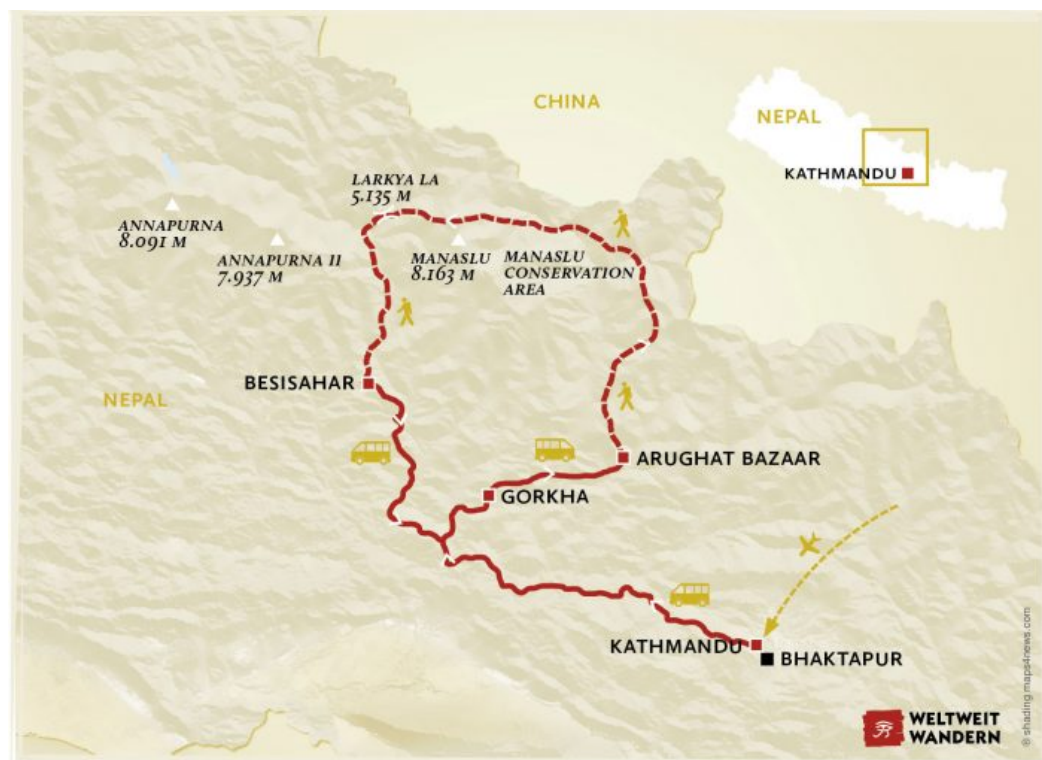 CHINA
NEPAL
KATHMANDU
LARKYA LA
5.135 M
ANNAPURNA
8.091 M
ANNAPURNA II
7.937 M
MANASLU
8.163 M
MANASLU
CONSERVATION
AREA
BESISAHAR
NEPAL
ARUGHAT BAZAAR
GORKHA
KATHMANDU
BHAKTAPUR
WELTWEIT
WANDERN
® shading maps4news.com